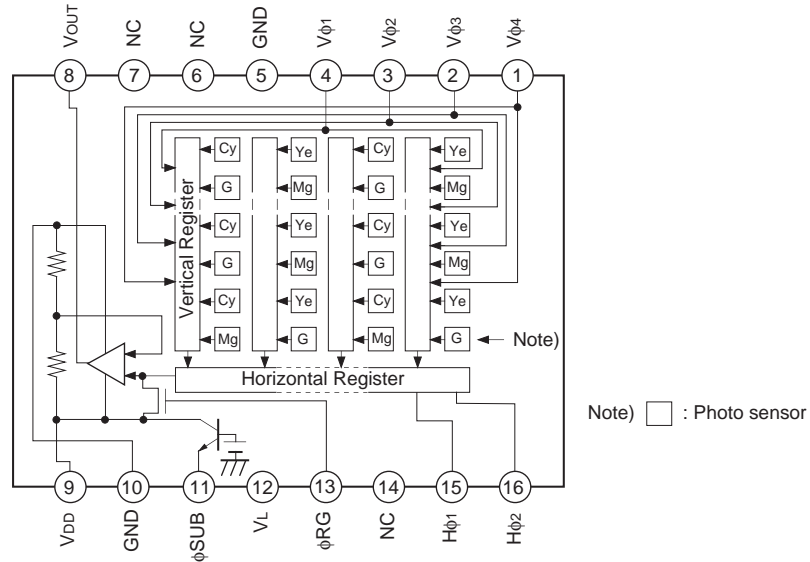 VOUT NC NC GND Vφ1 Vφ2 Vφ3 Vφ4
8 7 6 5 4 3 2 1
Vertical Register
Cy Ye Cy Ye
G Mg G Mg
Cy Ye Cy Ye
G Mg G Mg
Cy Ye Cy Ye
Mg G Mg G Note)
Horizontal Register
Note) : Photo sensor
9 10 11 12 13 14 15 16
VDD GND φSUB VL φRG NC Hφ1 Hφ2